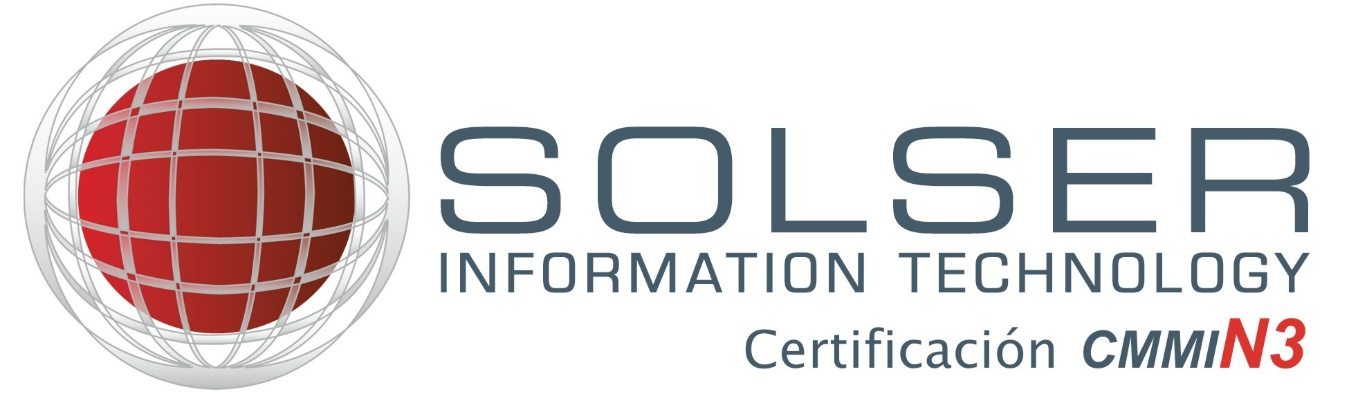 SOLSER
INFORMATION TECHNOLOGY
Certificación CMMIN3